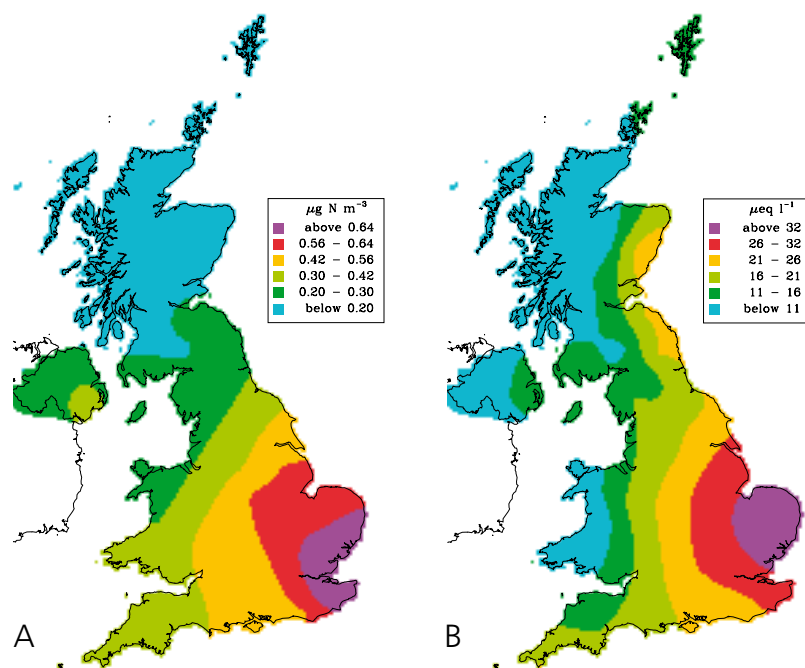 μg N m⁻³
above 0.64
0.56 – 0.64
0.42 – 0.56
0.30 – 0.42
0.20 – 0.30
below 0.20
A
μeq l⁻¹
above 32
26 – 32
21 – 26
16 – 21
11 – 16
below 11
B